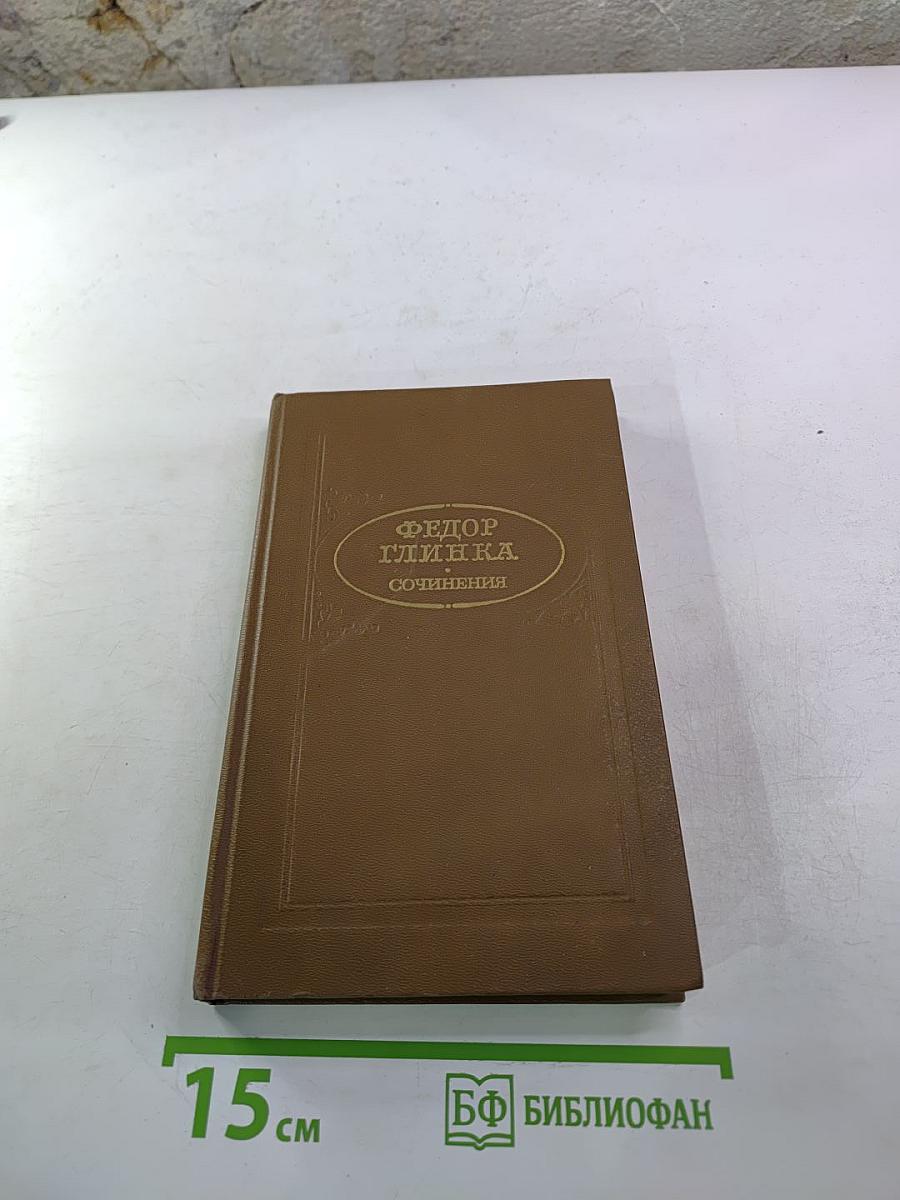 ФЕДОР
ГЛИНКА
СОЧИНЕНИЯ
15 см
БФ БИБЛИОФАН